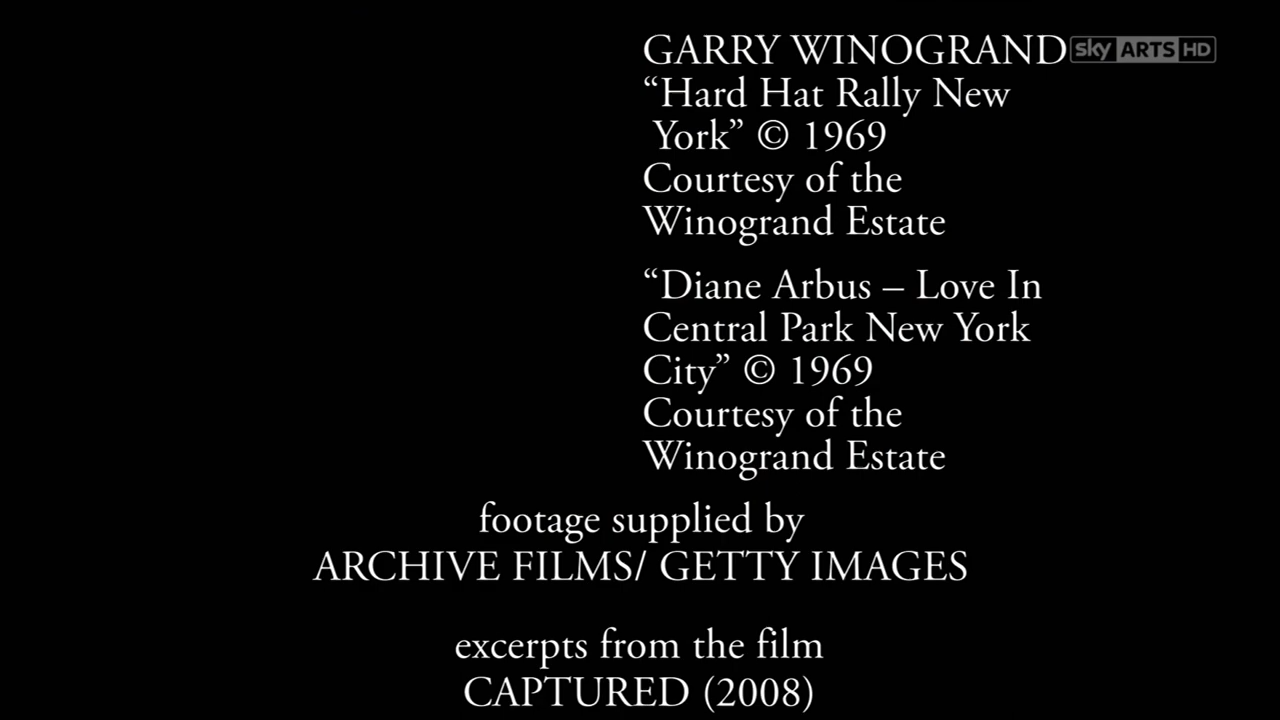 GARRY WINOGRAND
sky ARTS HD
“Hard Hat Rally New
York” © 1969
Courtesy of the
Winogrand Estate
“Diane Arbus – Love In
Central Park New York
City” © 1969
Courtesy of the
Winogrand Estate
footage supplied by
ARCHIVE FILMS/ GETTY IMAGES
excerpts from the film
CAPTURED (2008)